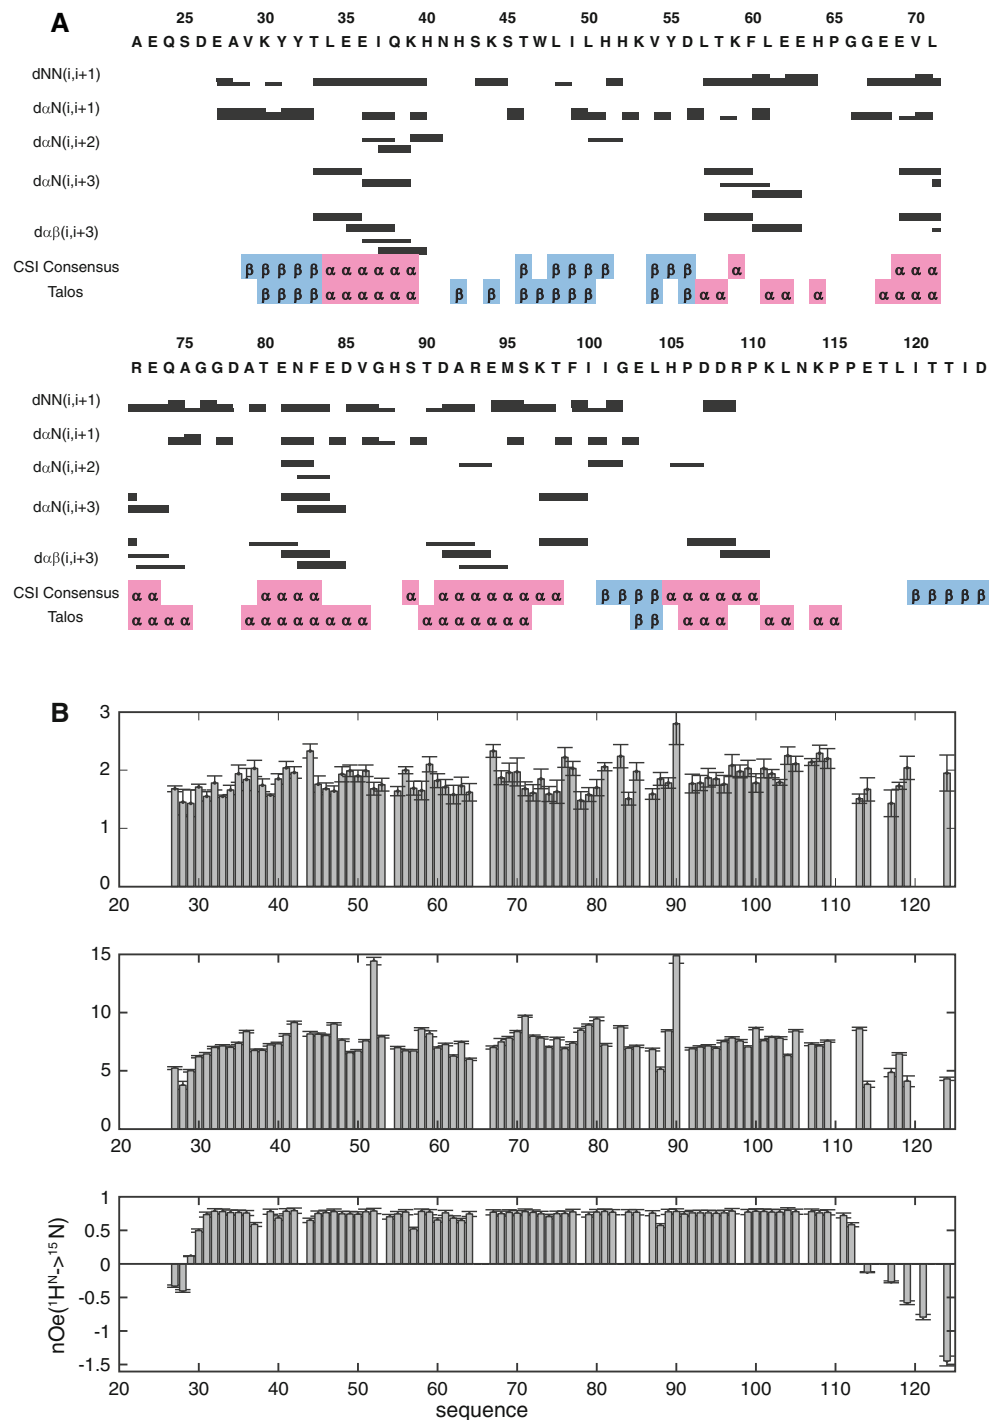 A
25 30 35 40 45 50 55 60 65 70
A E Q S D E A V K Y Y T L E E I Q K H N H S K S T W L I L H H K V Y D L T K F L E E H P G G E E V L
dNN(i,i+1)
dαN(i,i+1)
dαN(i,i+2)
dαN(i,i+3)
dαβ(i,i+3)
CSI Consensus β β β β β α α α α α α β β β β β β β β α α α α
Talos β β β β α α α α α α β β β β β β β β β α α α α α α α α α
75 80 85 90 95 100 105 110 115 120
R E Q A G G D A T E N F E D V G H S T D A R E M S K T F I I G E L H P D D R P K L N K P P E T L I T T I D
dNN(i,i+1)
dαN(i,i+1)
dαN(i,i+2)
dαN(i,i+3)
dαβ(i,i+3)
CSI Consensus α α α α α α α α α α α α α α α β β β β α α α α α α β β β β β
Talos α α α α α α α α α α α α α α α α α α α β β α α α α α α α
B
3
2
1
0
20 30 40 50 60 70 80 90 100 110 120
15
10
5
0
20 30 40 50 60 70 80 90 100 110 120
nOe(¹Hᴺ->¹⁵N)
1
0.5
0
-0.5
-1
-1.5
20 30 40 50 60 70 80 90 100 110 120
sequence